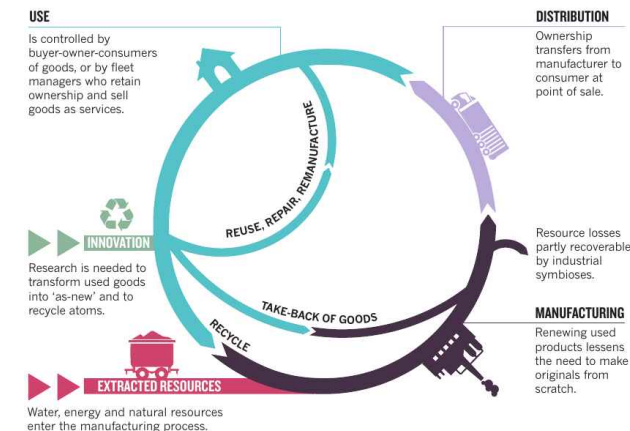 USE
Is controlled by
buyer-owner-consumers
of goods, or by fleet
managers who retain
ownership and sell
goods as services.
DISTRIBUTION
Ownership
transfers from
manufacturer to
consumer at
point of sale.
REUSE, REPAIR, REMANUFACTURE
INNOVATION
Research is needed to
transform used goods
into ‘as-new’ and to
recycle atoms.
Resource losses
partly recoverable
by industrial
symbioses.
TAKE-BACK OF GOODS
RECYCLE
MANUFACTURING
Renewing used
products lessens
the need to make
originals from
scratch.
EXTRACTED RESOURCES
Water, energy and natural resources
enter the manufacturing process.